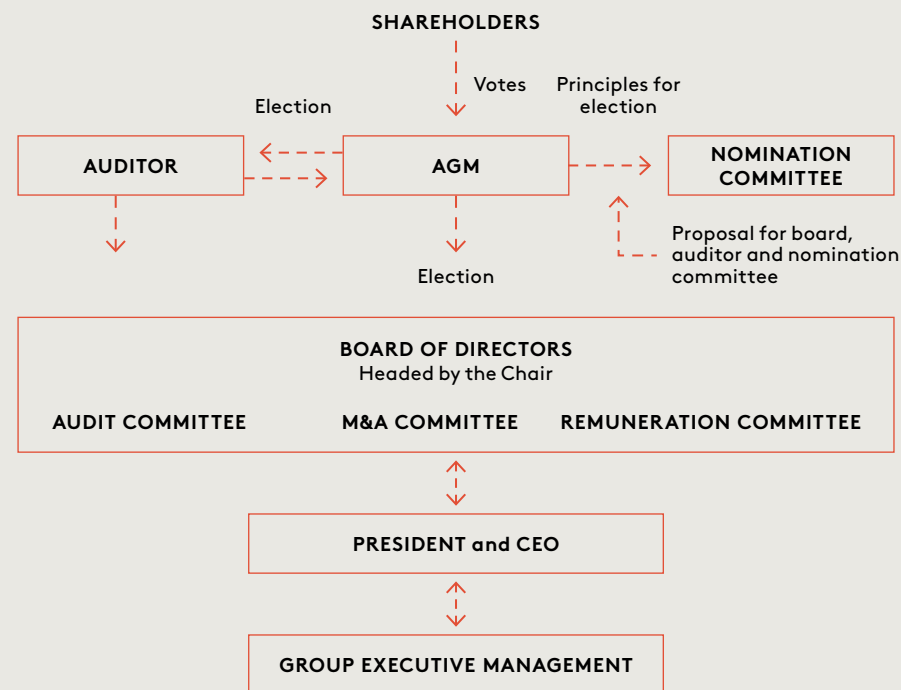 SHAREHOLDERS
Votes
Principles for
election
Election
AUDITOR
AGM
NOMINATION
COMMITTEE
Proposal for board,
auditor and nomination
committee
Election
BOARD OF DIRECTORS
Headed by the Chair
AUDIT COMMITTEE
M&A COMMITTEE
REMUNERATION COMMITTEE
PRESIDENT and CEO
GROUP EXECUTIVE MANAGEMENT